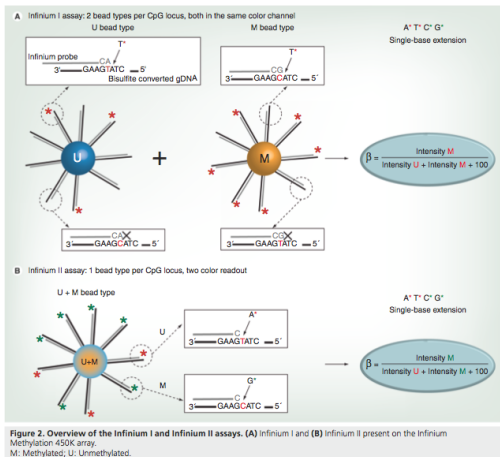 A Infinium I assay: 2 bead types per CpG locus, both in the same color channel
U bead type
M bead type
A* T* C* G*
Single-base extension
T*
Infinium probe
CA
3' GAAGTATC 5'
Bisulfite converted gDNA
T*
CG
3' GAAGCATC 5'
U
+
M
β =
Intensity M
Intensity U + Intensity M + 100
CAX
3' GAAGCATC 5'
CGX
3' GAAGTATC 5'
B Infinium II assay: 1 bead type per CpG locus, two color readout
U + M bead type
A* T* C* G*
Single-base extension
U+M
U
A*
C
3' GAAGTATC 5'
M
G*
C
3' GAAGCATC 5'
β =
Intensity M
Intensity U + Intensity M + 100
Figure 2. Overview of the Infinium I and Infinium II assays. (A) Infinium I and (B) Infinium II present on the Infinium
Methylation 450K array.
M: Methylated; U: Unmethylated.